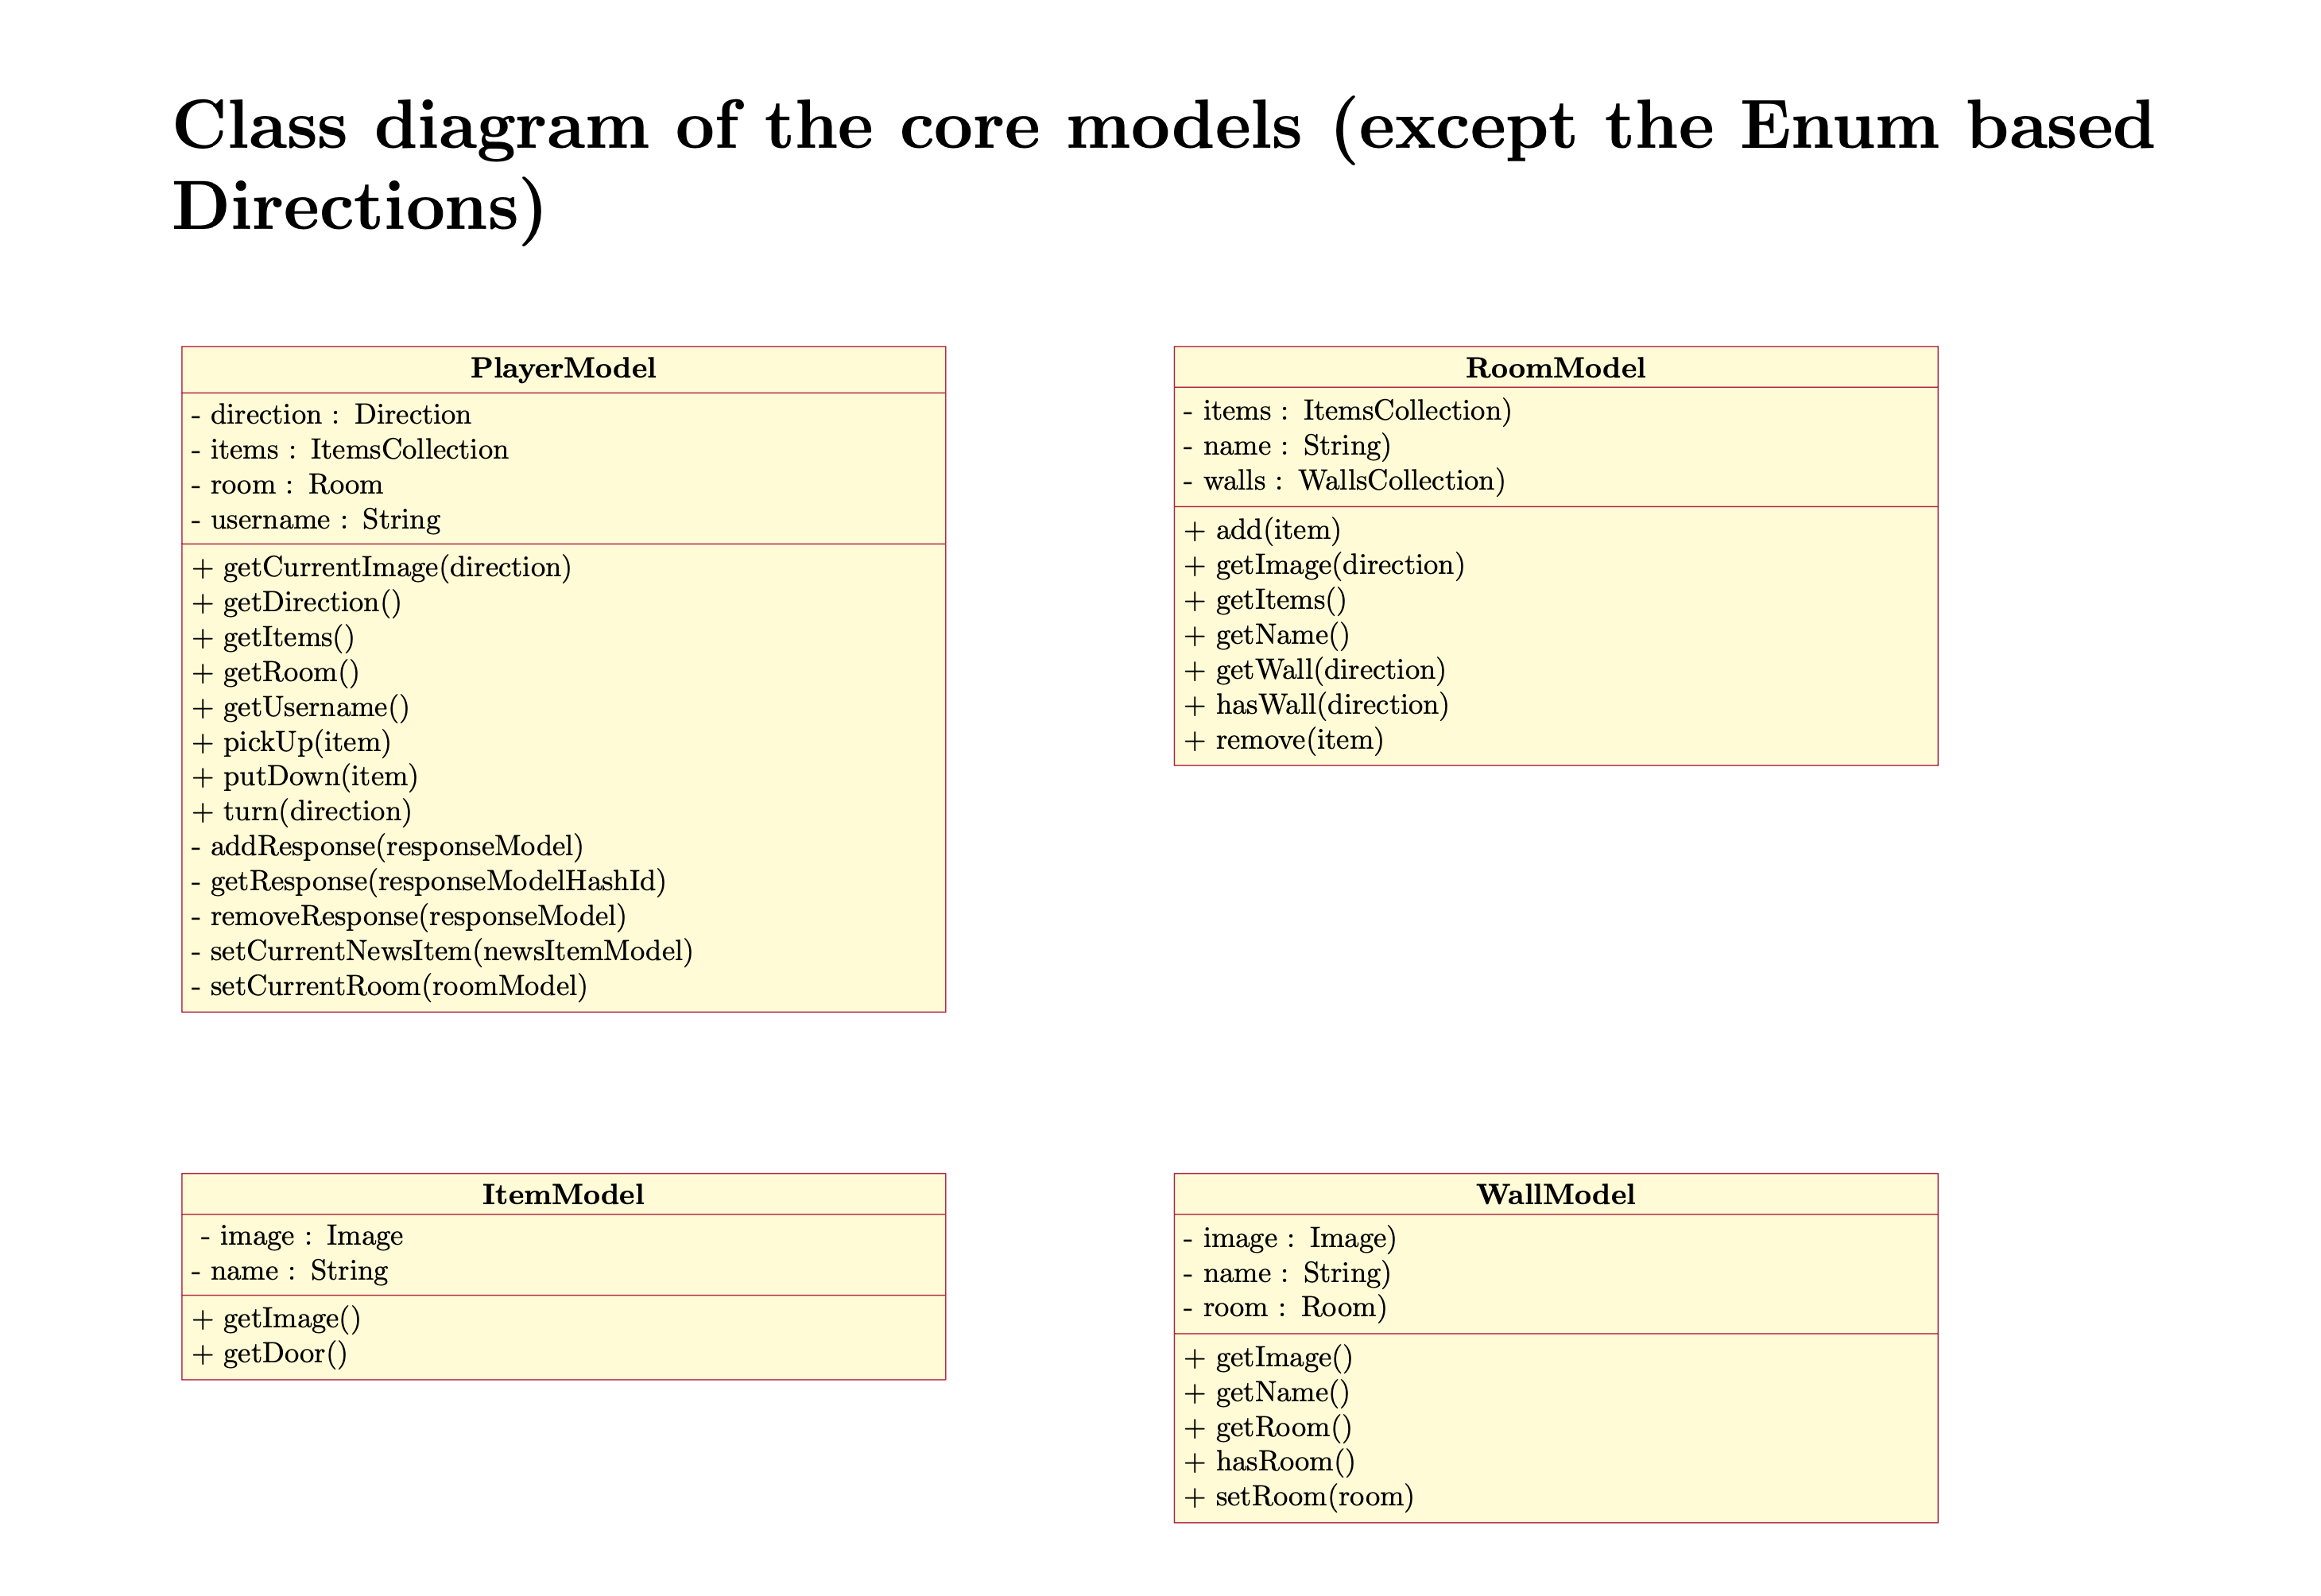 Class diagram of the core models (except the Enum based
Directions)
PlayerModel
- direction : Direction
- items : ItemsCollection
- room : Room
- username : String
+ getCurrentImage(direction)
+ getDirection()
+ getItems()
+ getRoom()
+ getUsername()
+ pickUp(item)
+ putDown(item)
+ turn(direction)
- addResponse(responseModel)
- getResponse(responseModelHashId)
- removeResponse(responseModel)
- setCurrentNewsItem(newsItemModel)
- setCurrentRoom(roomModel)
RoomModel
- items : ItemsCollection)
- name : String)
- walls : WallsCollection)
+ add(item)
+ getImage(direction)
+ getItems()
+ getName()
+ getWall(direction)
+ hasWall(direction)
+ remove(item)
ItemModel
- image : Image
- name : String
+ getImage()
+ getDoor()
WallModel
- image : Image)
- name : String)
- room : Room)
+ getImage()
+ getName()
+ getRoom()
+ hasRoom()
+ setRoom(room)